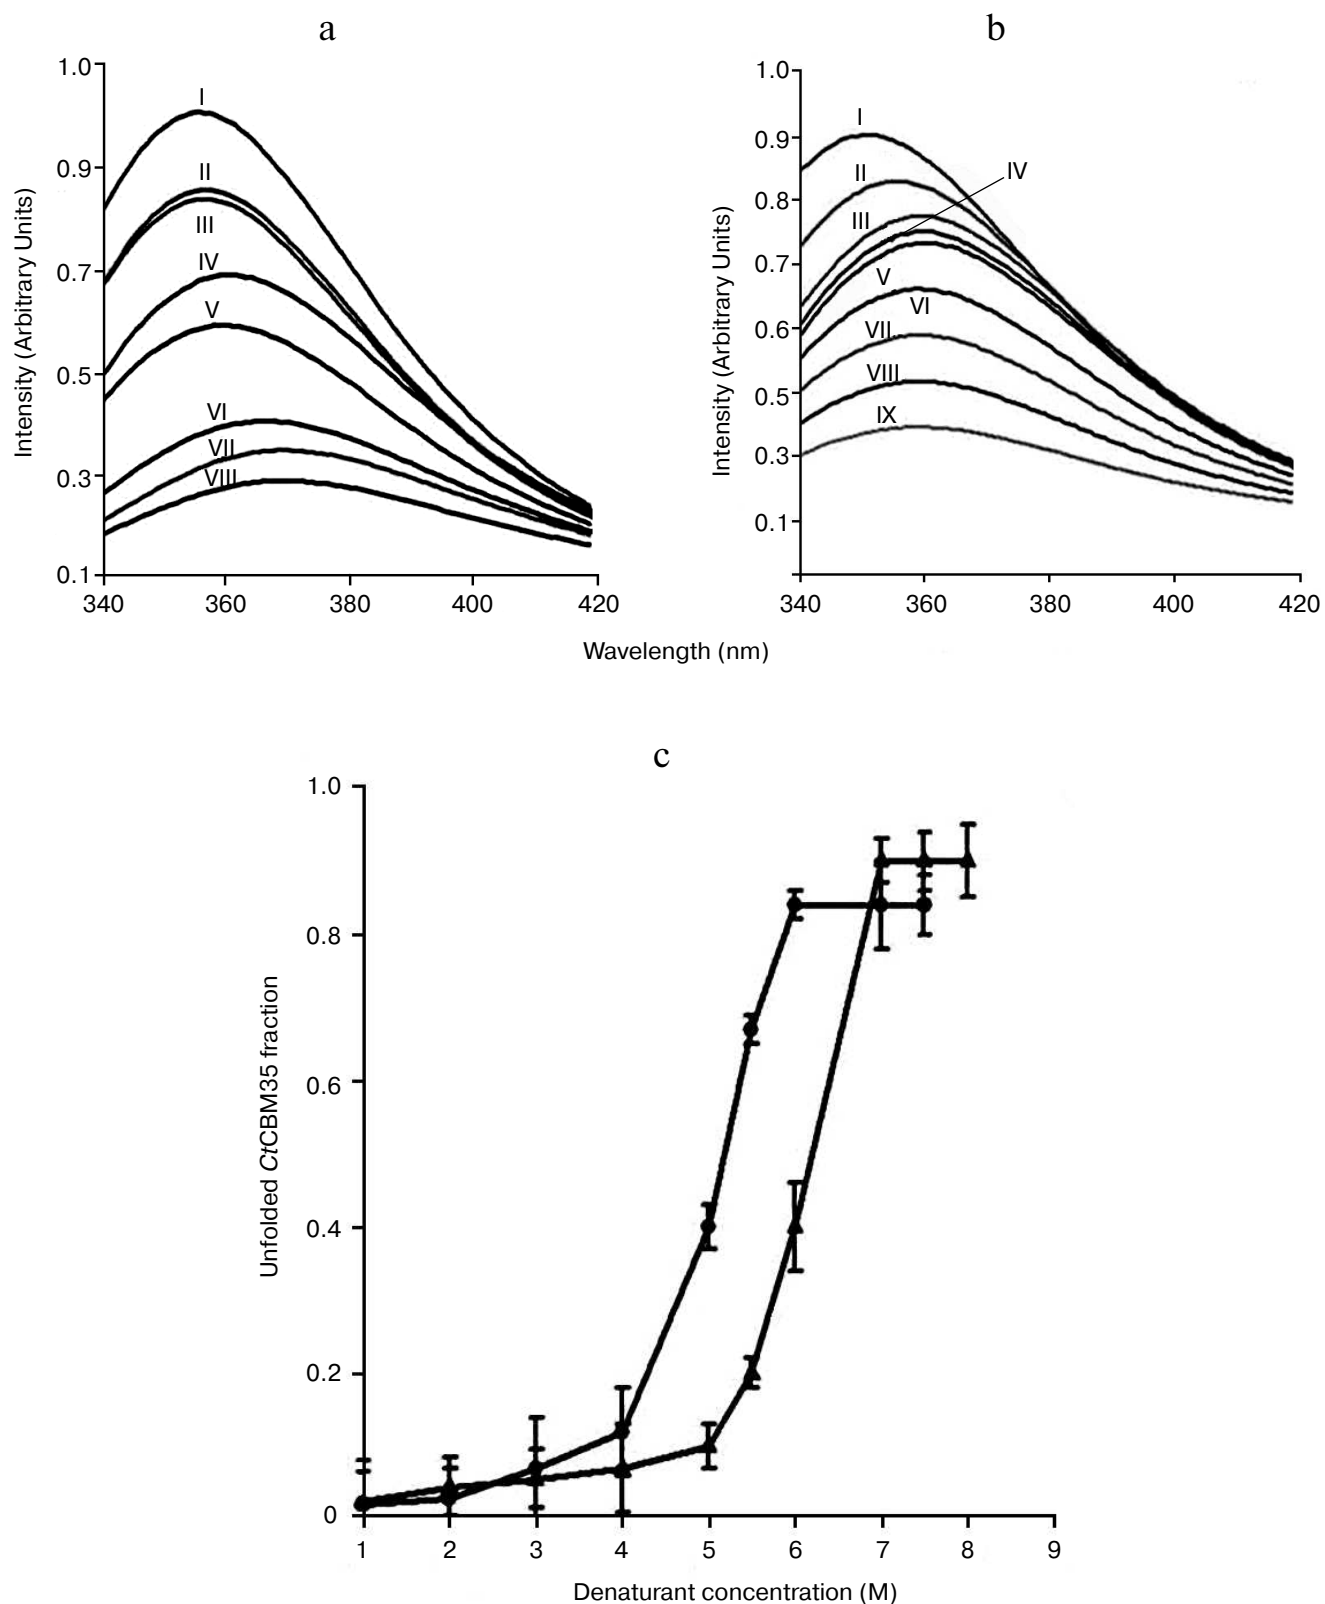 a
b
1.0
0.9
0.7
0.5
0.3
0.1
340
360
380
400
420
Intensity (Arbitrary Units)
I
II
III
IV
V
VI
VII
VIII
1.0
0.9
0.8
0.7
0.6
0.5
0.3
0.1
340
360
380
400
420
Intensity (Arbitrary Units)
I
II
III
IV
V
VI
VII
VIII
IX
Wavelength (nm)
c
1.0
0.8
0.6
0.4
0.2
0
1
2
3
4
5
6
7
8
9
Unfolded CtCBM35 fraction
Denaturant concentration (M)